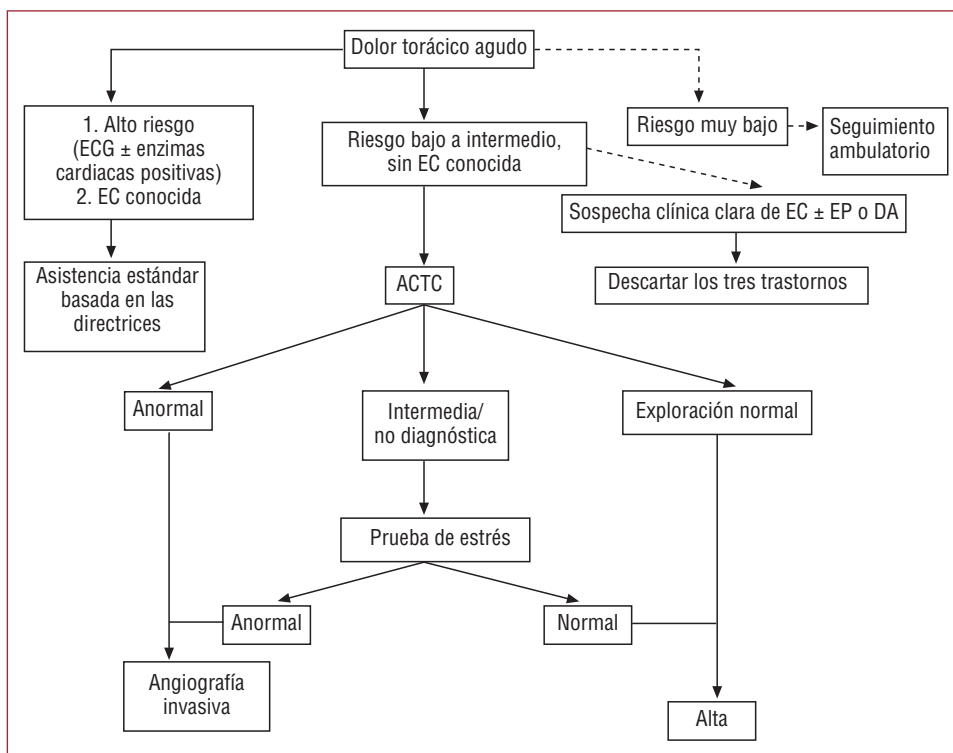 Dolor torácico agudo
1. Alto riesgo
(ECG ± enzimas
cardiacas positivas)
2. EC conocida
Riesgo bajo a intermedio,
sin EC conocida
Riesgo muy bajo
Seguimiento
ambulatorio
Sospecha clínica clara de EC ± EP o DA
Asistencia estándar
basada en las
directrices
ACTC
Descartar los tres trastornos
Anormal
Intermedia/
no diagnóstica
Exploración normal
Prueba de estrés
Anormal
Normal
Angiografía
invasiva
Alta